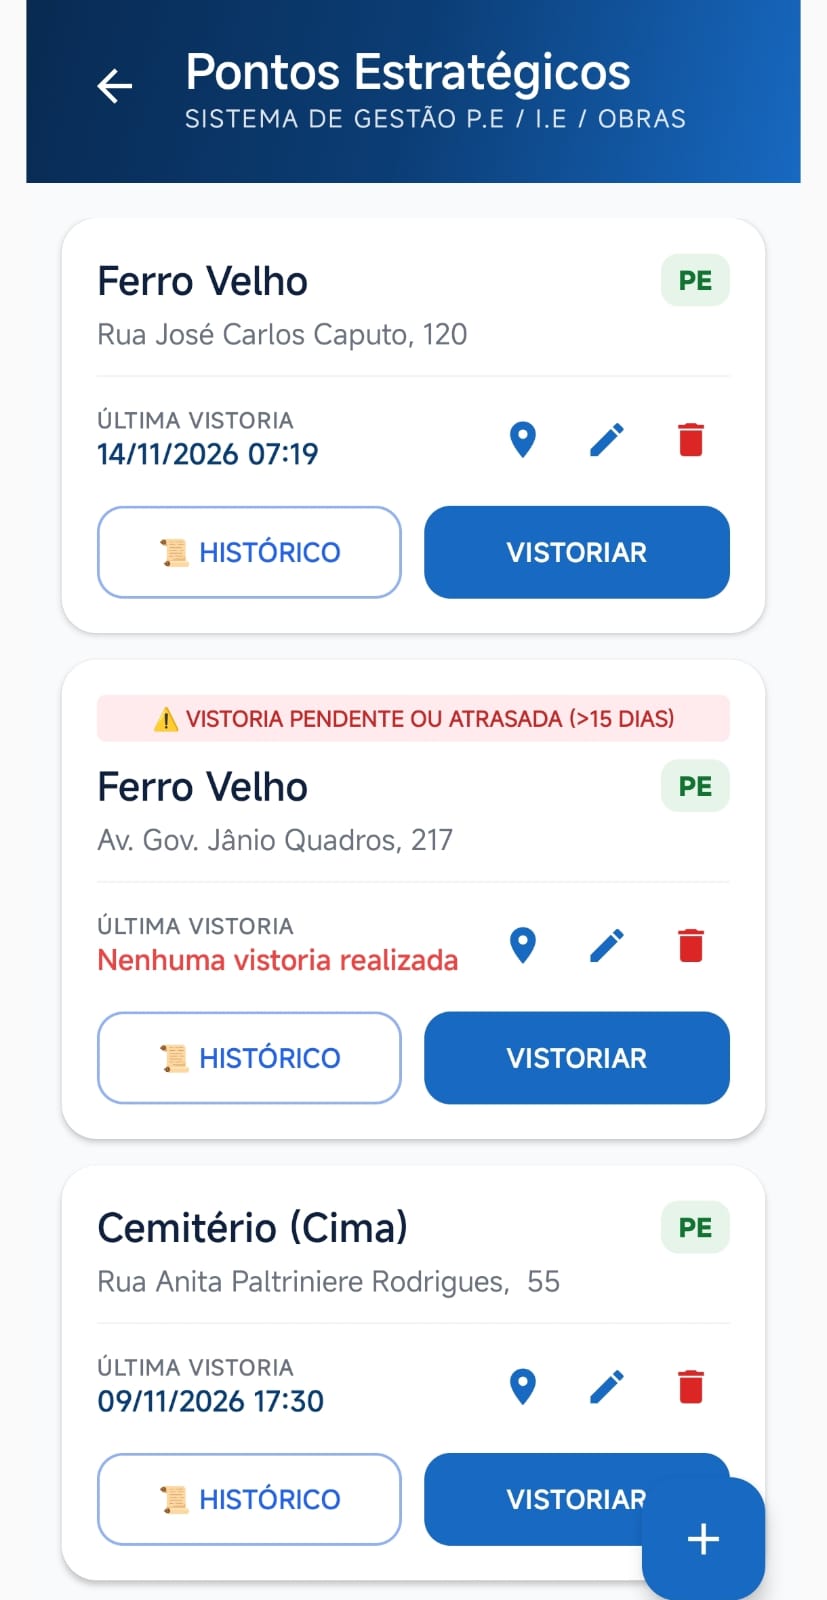 Pontos Estratégicos
SISTEMA DE GESTÃO P.E / I.E / OBRAS
Ferro Velho
PE
Rua José Carlos Caputo, 120
ÚLTIMA VISTORIA
14/11/2026 07:19
📜 HISTÓRICO
VISTORIAR
⚠️ VISTORIA PENDENTE OU ATRASADA (>15 DIAS)
Ferro Velho
PE
Av. Gov. Jânio Quadros, 217
ÚLTIMA VISTORIA
Nenhuma vistoria realizada
📜 HISTÓRICO
VISTORIAR
Cemitério (Cima)
PE
Rua Anita Paltriniere Rodrigues,  55
ÚLTIMA VISTORIA
09/11/2026 17:30
📜 HISTÓRICO
VISTORIAR
+